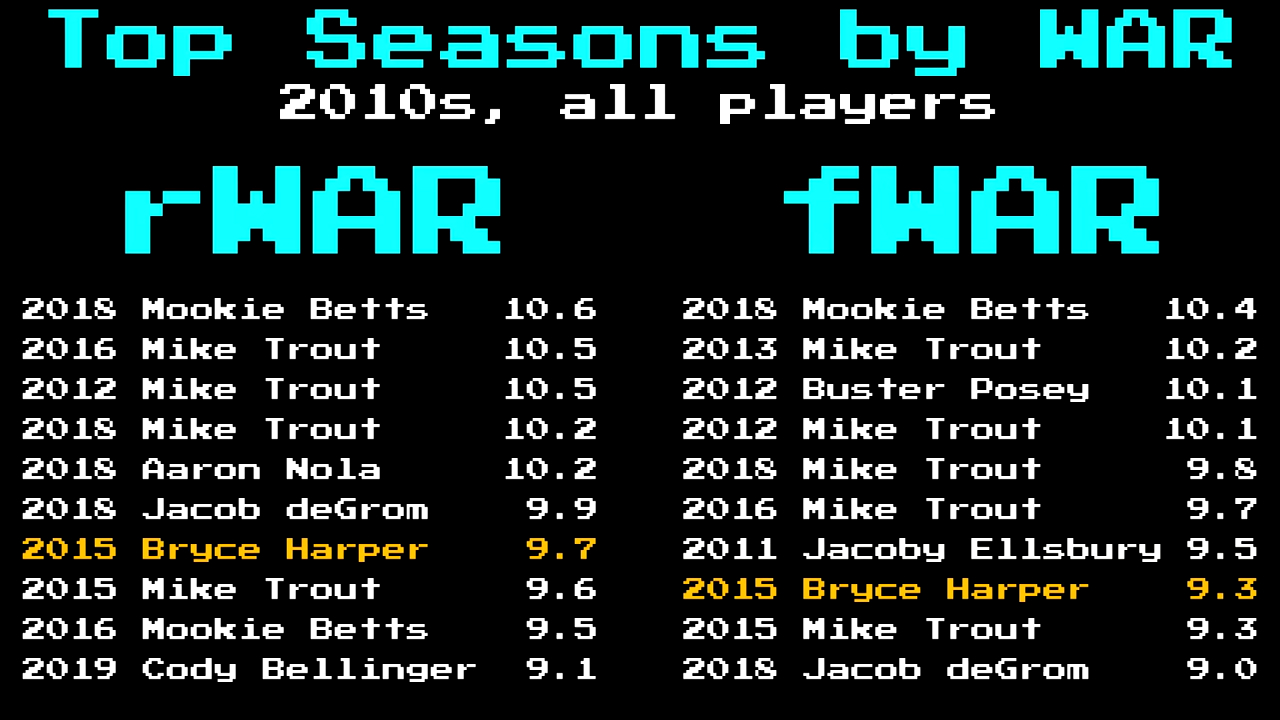 Top Seasons by WAR
2010s, all players
rWAR
2018 Mookie Betts 10.6
2016 Mike Trout 10.5
2012 Mike Trout 10.5
2018 Mike Trout 10.2
2018 Aaron Nola 10.2
2018 Jacob deGrom 9.9
2015 Bryce Harper 9.7
2015 Mike Trout 9.6
2016 Mookie Betts 9.5
2019 Cody Bellinger 9.1
fWAR
2018 Mookie Betts 10.4
2013 Mike Trout 10.2
2012 Buster Posey 10.1
2012 Mike Trout 10.1
2018 Mike Trout 9.8
2016 Mike Trout 9.7
2011 Jacoby Ellsbury 9.5
2015 Bryce Harper 9.3
2015 Mike Trout 9.3
2018 Jacob deGrom 9.0